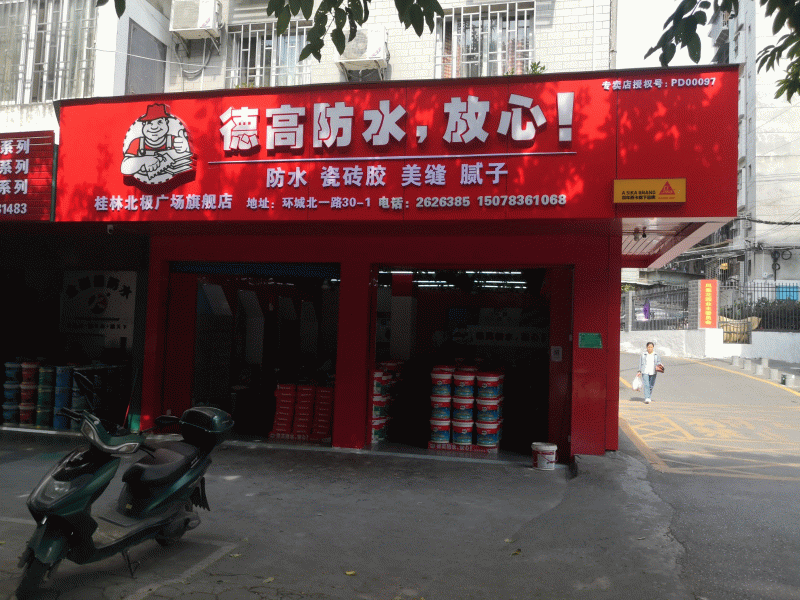 专卖店授权号：PD00097
德高防水，放心！
防水 瓷砖胶 美缝 腻子
桂林北极广场旗舰店 地址：环城北一路30-1 电话：2626385 15078361068
A SIKA BRAND
系列
系列
系列
1483